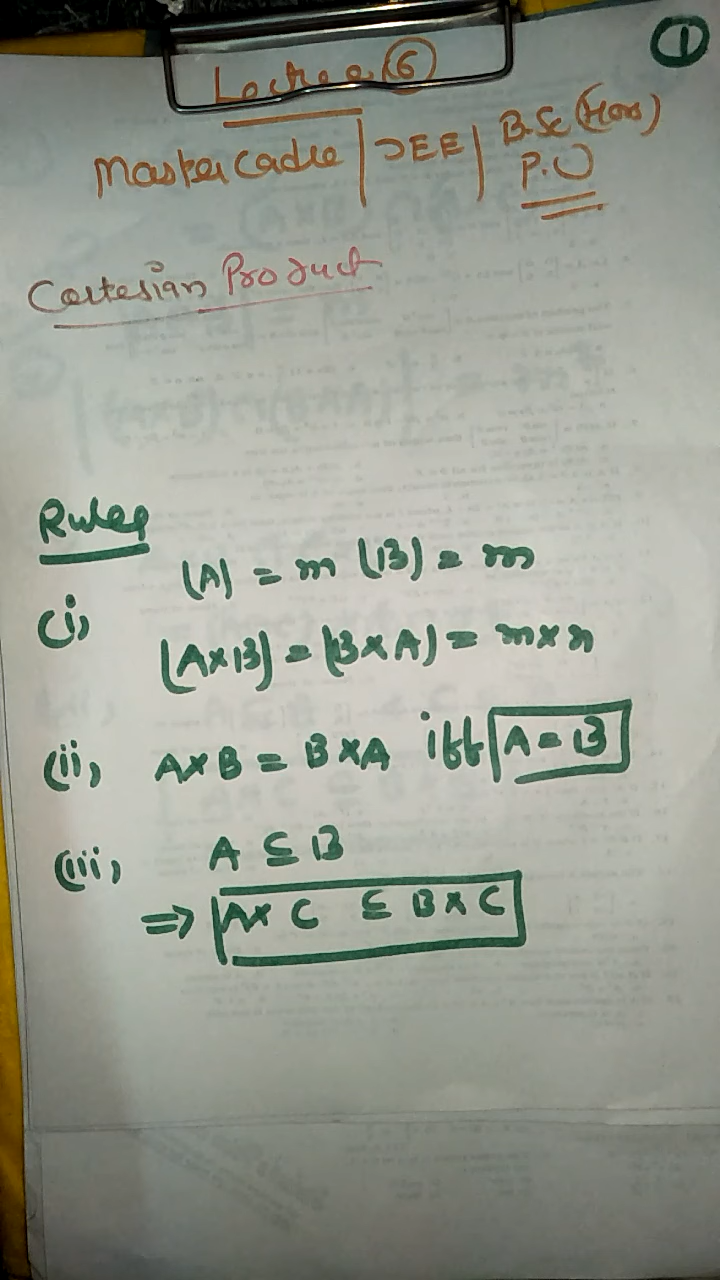 ①
Lecture ⑥
Master Cadre | JEE | B.Sc (Hons)
P.U
Cartesian Product
Rules
(i) |A| = m |B| = n
|A×B| = |B×A| = m×n
(ii) A×B = B×A iff A = B
(iii) A ⊆ B
⇒ A×C ⊆ B×C